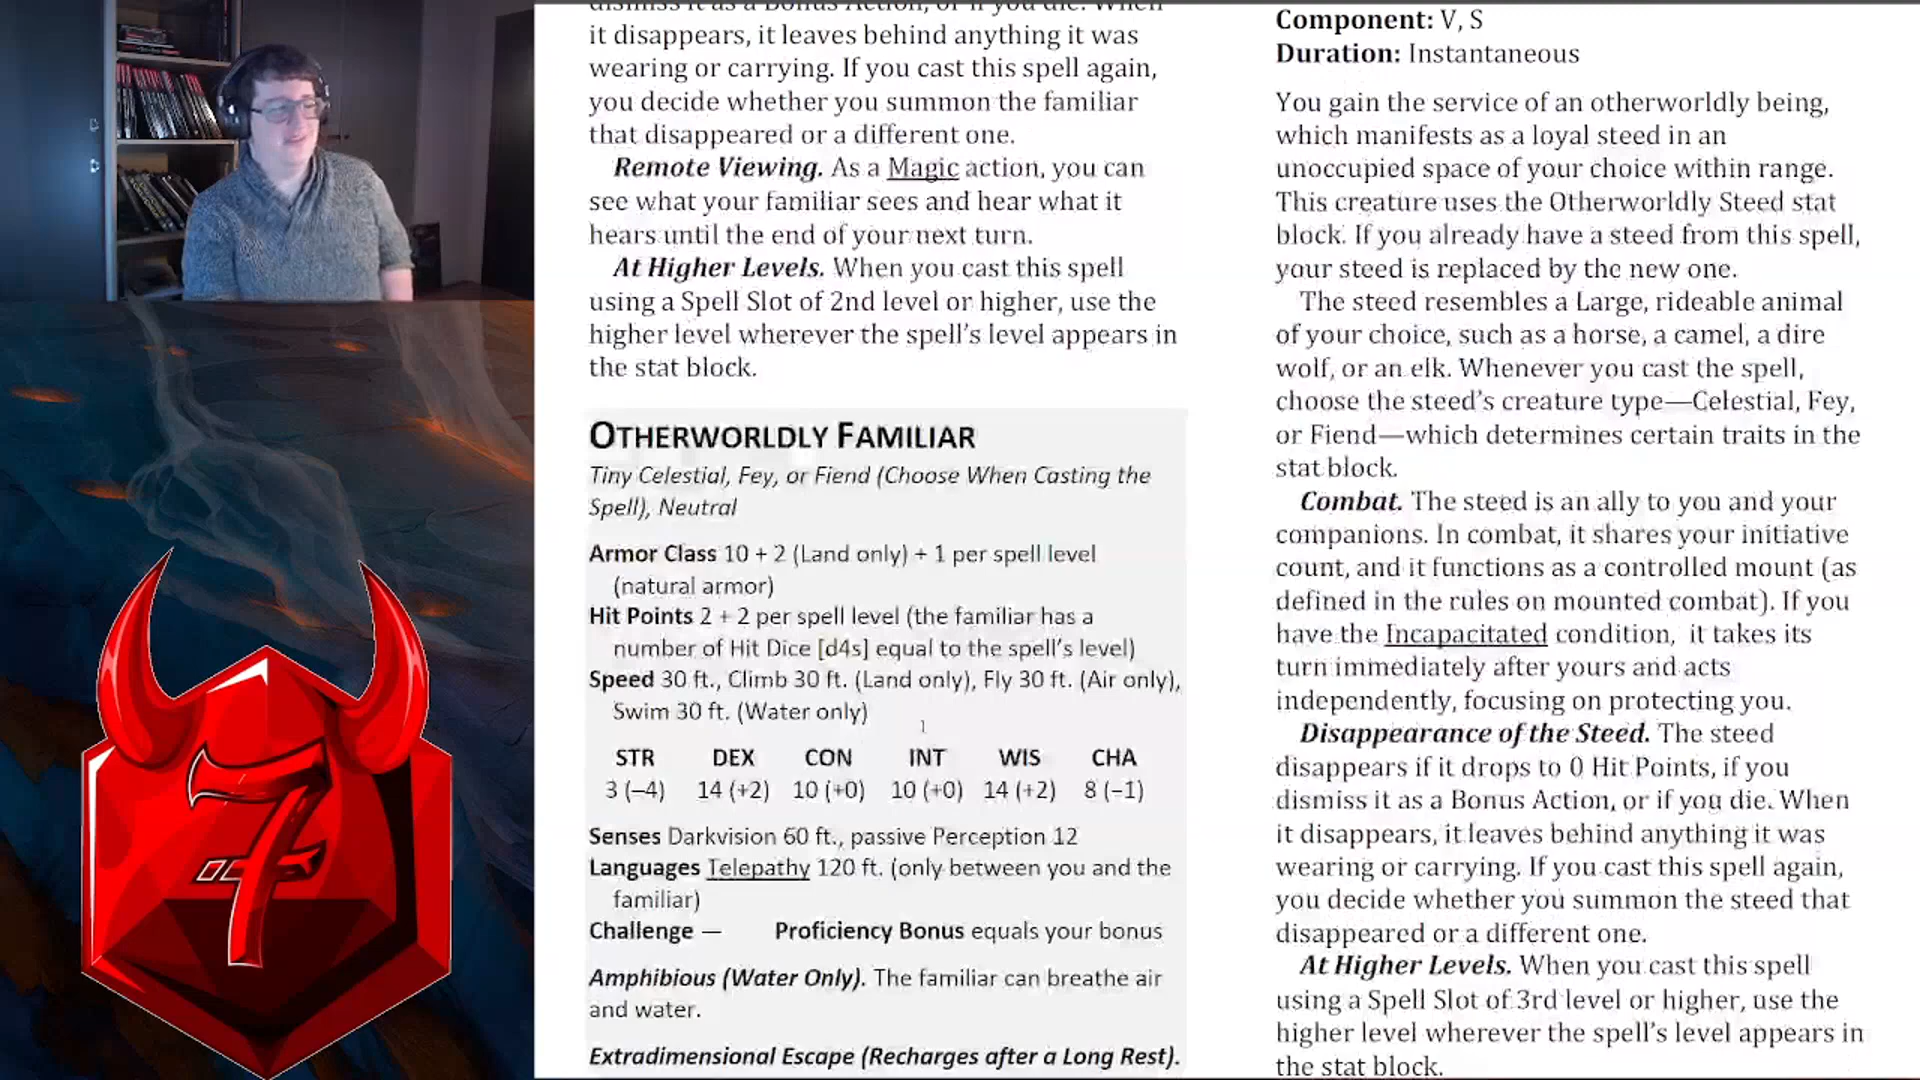 dismiss it as a Bonus Action, or if you die. When
it disappears, it leaves behind anything it was
wearing or carrying. If you cast this spell again,
you decide whether you summon the familiar
that disappeared or a different one.
Remote Viewing. As a Magic action, you can
see what your familiar sees and hear what it
hears until the end of your next turn.
At Higher Levels. When you cast this spell
using a Spell Slot of 2nd level or higher, use the
higher level wherever the spell’s level appears in
the stat block.
OTHERWORLDLY FAMILIAR
Tiny Celestial, Fey, or Fiend (Choose When Casting the
Spell), Neutral
Armor Class 10 + 2 (Land only) + 1 per spell level
(natural armor)
Hit Points 2 + 2 per spell level (the familiar has a
number of Hit Dice [d4s] equal to the spell’s level)
Speed 30 ft., Climb 30 ft. (Land only), Fly 30 ft. (Air only),
Swim 30 ft. (Water only)
STR DEX CON INT WIS CHA
3 (–4) 14 (+2) 10 (+0) 10 (+0) 14 (+2) 8 (–1)
Senses Darkvision 60 ft., passive Perception 12
Languages Telepathy 120 ft. (only between you and the
familiar)
Challenge — Proficiency Bonus equals your bonus
Amphibious (Water Only). The familiar can breathe air
and water.
Extradimensional Escape (Recharges after a Long Rest).
Component: V, S
Duration: Instantaneous
You gain the service of an otherworldly being,
which manifests as a loyal steed in an
unoccupied space of your choice within range.
This creature uses the Otherworldly Steed stat
block. If you already have a steed from this spell,
your steed is replaced by the new one.
The steed resembles a Large, rideable animal
of your choice, such as a horse, a camel, a dire
wolf, or an elk. Whenever you cast the spell,
choose the steed’s creature type—Celestial, Fey,
or Fiend—which determines certain traits in the
stat block.
Combat. The steed is an ally to you and your
companions. In combat, it shares your initiative
count, and it functions as a controlled mount (as
defined in the rules on mounted combat). If you
have the Incapacitated condition, it takes its
turn immediately after yours and acts
independently, focusing on protecting you.
Disappearance of the Steed. The steed
disappears if it drops to 0 Hit Points, if you
dismiss it as a Bonus Action, or if you die. When
it disappears, it leaves behind anything it was
wearing or carrying. If you cast this spell again,
you decide whether you summon the steed that
disappeared or a different one.
At Higher Levels. When you cast this spell
using a Spell Slot of 3rd level or higher, use the
higher level wherever the spell’s level appears in
the stat block.
7